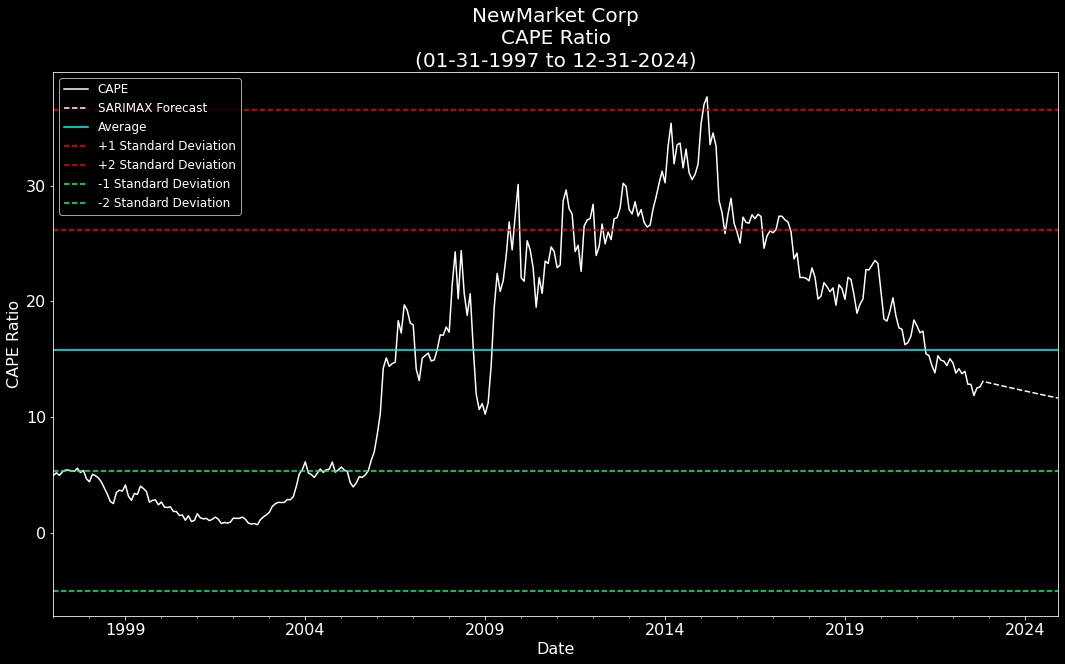 NewMarket Corp
CAPE Ratio
(01-31-1997 to 12-31-2024)
CAPE
SARIMAX Forecast
Average
+1 Standard Deviation
+2 Standard Deviation
-1 Standard Deviation
-2 Standard Deviation
30
20
10
0
CAPE Ratio
1999 2004 2009 2014 2019 2024
Date